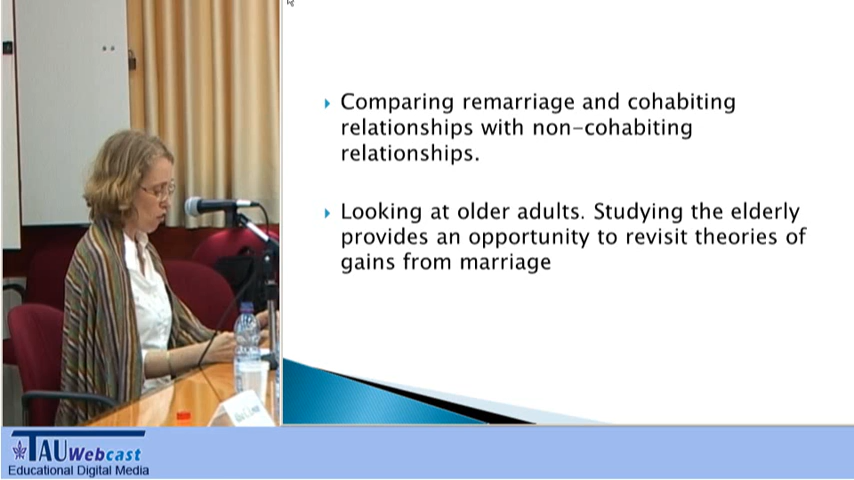 Comparing remarriage and cohabiting
relationships with non-cohabiting
relationships.
Looking at older adults. Studying the elderly
provides an opportunity to revisit theories of
gains from marriage
TAUWebcast
Educational Digital Media